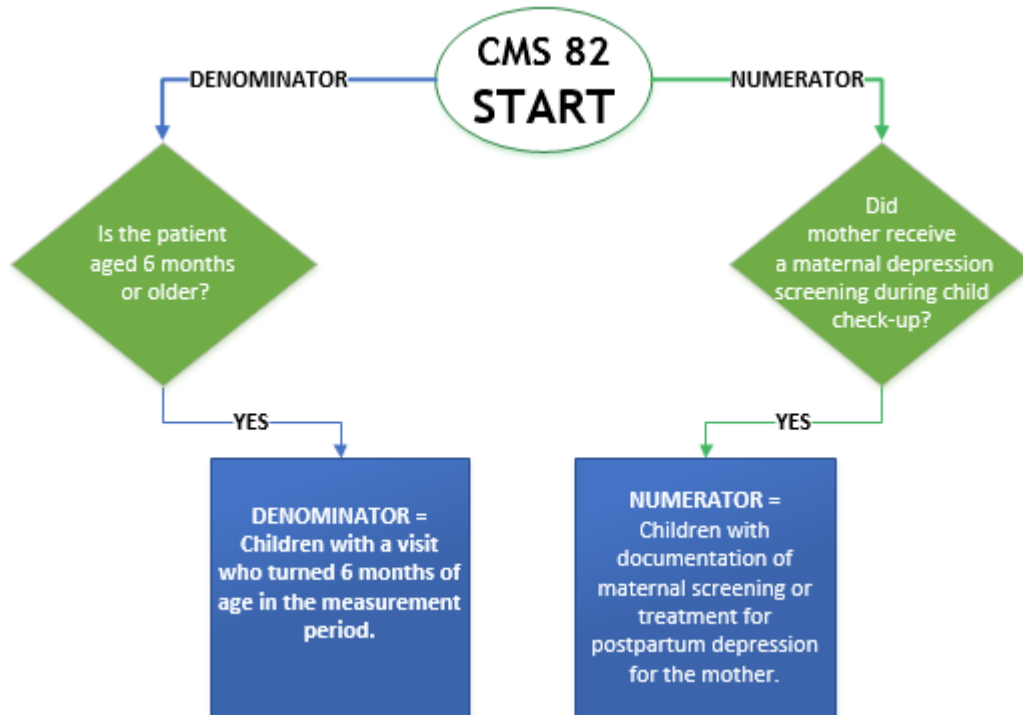 CMS 82
START
DENOMINATOR
NUMERATOR
Is the patient
aged 6 months
or older?
Did
mother receive
a maternal depression
screening during child
check-up?
YES
YES
DENOMINATOR =
Children with a visit
who turned 6 months of
age in the measurement
period.
NUMERATOR =
Children with
documentation of
maternal screening or
treatment for
postpartum depression
for the mother.